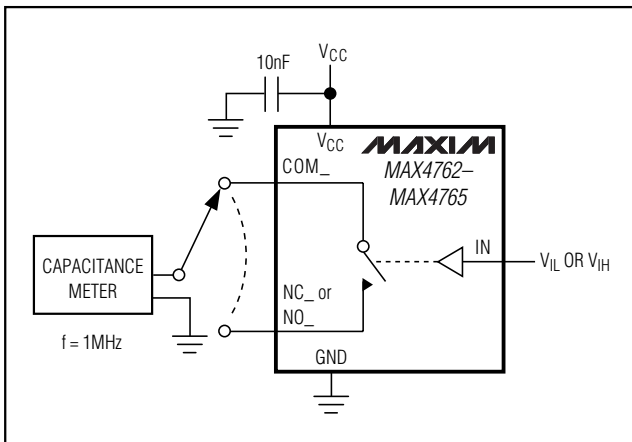 VCC
10nF
VCC
MAXIM
MAX4762–
MAX4765
COM_
IN
VIL OR VIH
CAPACITANCE
METER
NC_ or
NO_
f = 1MHz
GND